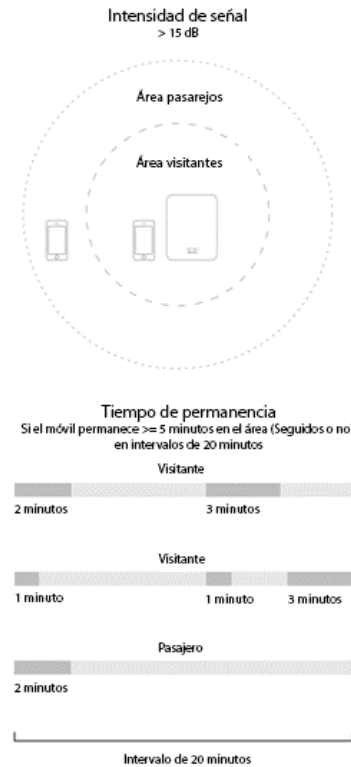 Intensidad de señal
> 15 dB
Área pasarejos
Área visitantes
Tiempo de permanencia
Si el móvil permanece >= 5 minutos en el área (Seguidos o no
en intervalos de 20 minutos
Visitante
2 minutos 3 minutos
Visitante
1 minuto 1 minuto 3 minutos
Pasajero
2 minutos
Intervalo de 20 minutos